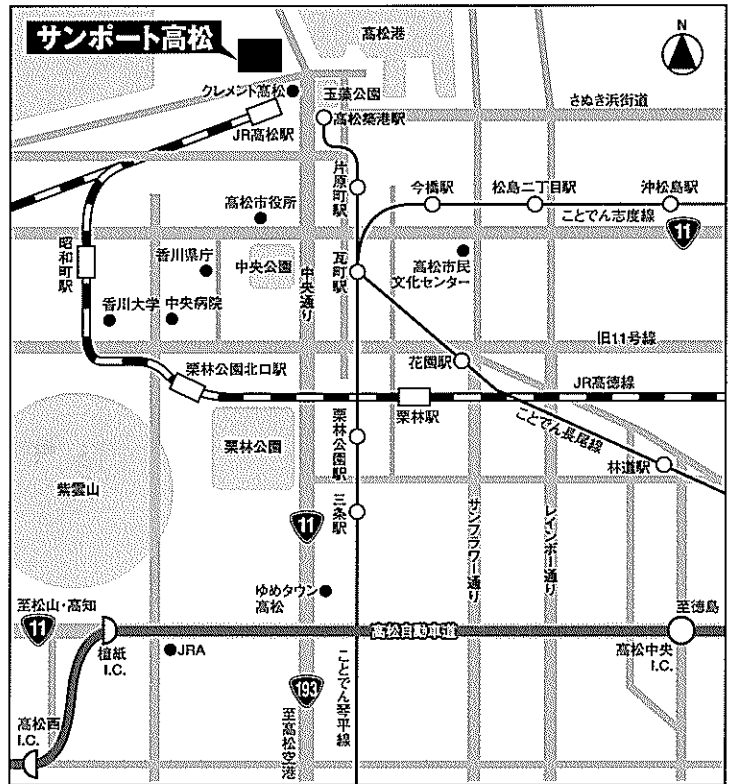 サンポート高松
高松港
N
クレメント高松
玉藻公園
さぬき浜街道
JR高松駅
高松築港駅
片原町駅
今橋駅
松島二丁目駅
沖松島駅
ことでん志度線
高松市役所
11
昭和町駅
香川県庁
中央公園
中央通り
瓦町駅
高松市民
文化センター
香川大学
中央病院
旧11号線
栗林公園北口駅
花園駅
JR高徳線
栗林駅
ことでん長尾線
栗林公園
栗林公園駅
林道駅
紫雲山
三条駅
11
サンフラワー通り
レインボー通り
ゆめタウン
高松
至松山・高知
11
至徳島
高松自動車道
檀紙
I.C.
JRA
高松中央
I.C.
193
ことでん琴平線
高松西
I.C.
至高松空港